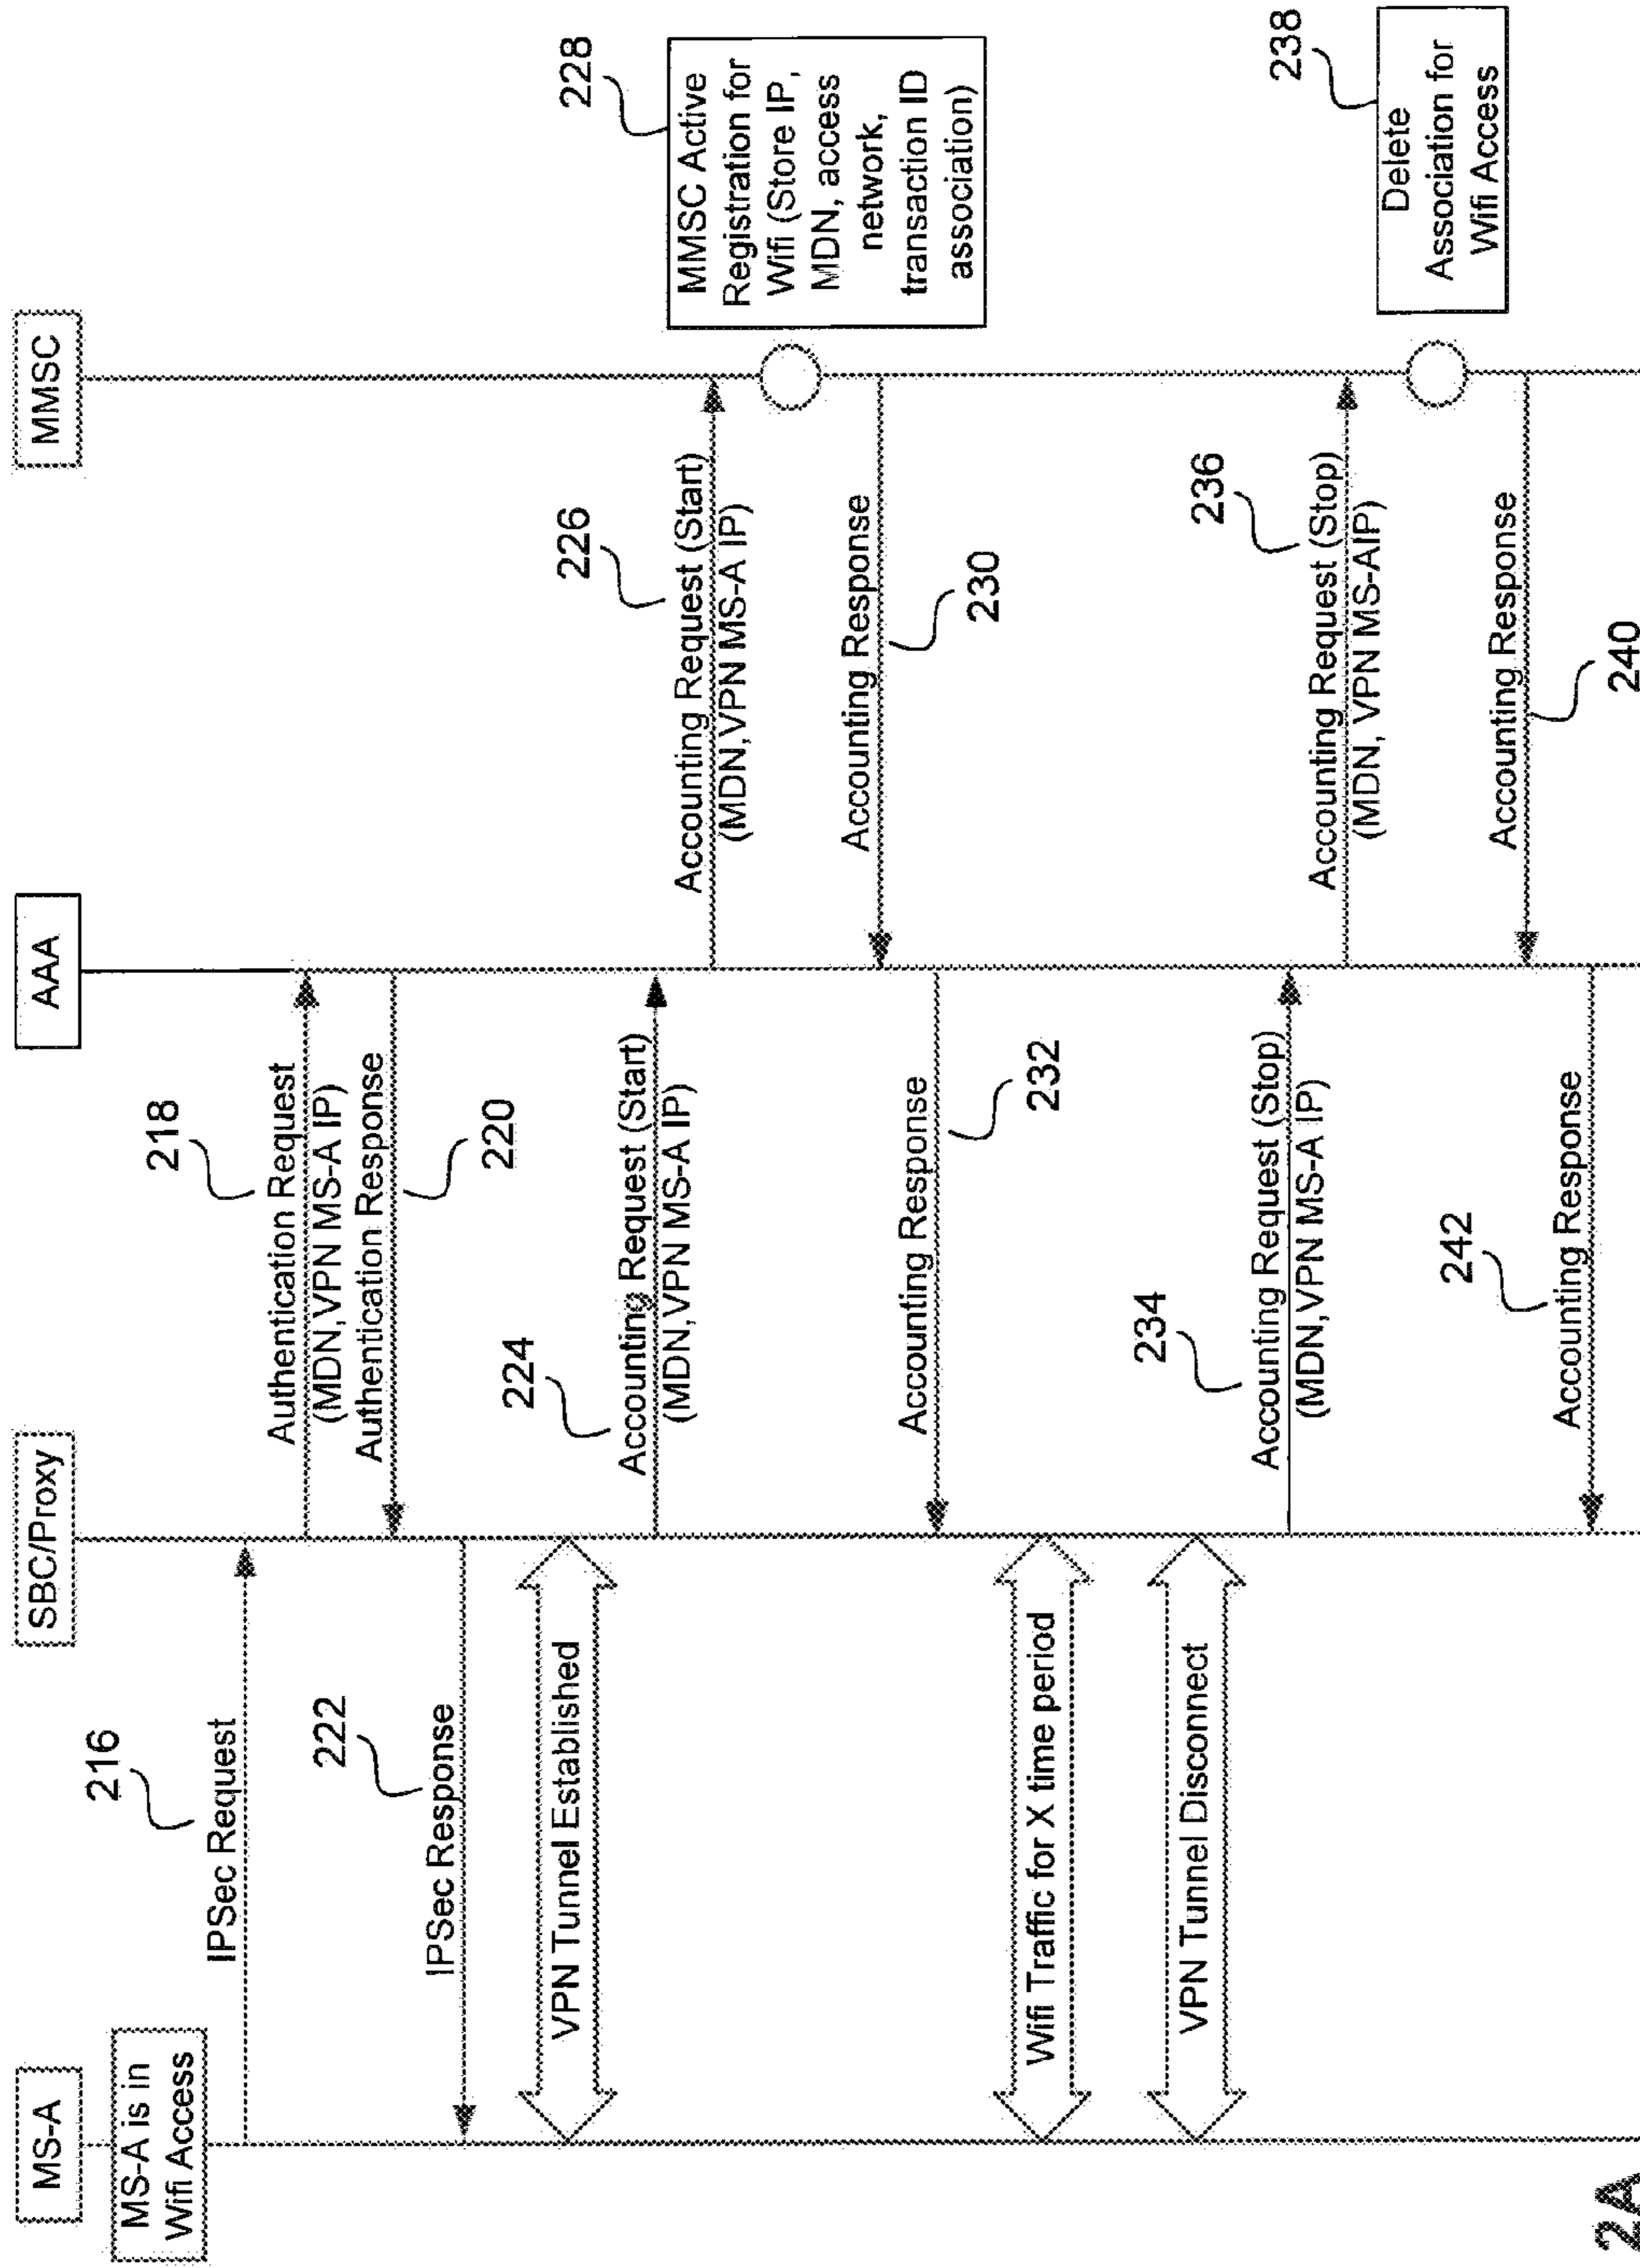 MS-A
SBC/Proxy
AAA
MMSC
MS-A is in
Wifi Access
216
IPSec Request
218
Authentication Request
(MDN,VPN MS-A IP)
Authentication Response
220
222
IPSec Response
VPN Tunnel Established
224
Accounting Request (Start)
(MDN,VPN MS-A IP)
226
Accounting Request (Start)
(MDN,VPN MS-A IP)
228
MMSC Active
Registration for
Wifi (Store IP,
MDN, access
network,
transaction ID
association)
Accounting Response
230
Accounting Response
232
Wifi Traffic for X time period
VPN Tunnel Disconnect
234
Accounting Request (Stop)
(MDN,VPN MS-A IP)
236
Accounting Request (Stop)
(MDN, VPN MS-AIP)
238
Delete
Association for
Wifi Access
Accounting Response
240
242
Accounting Response
2A